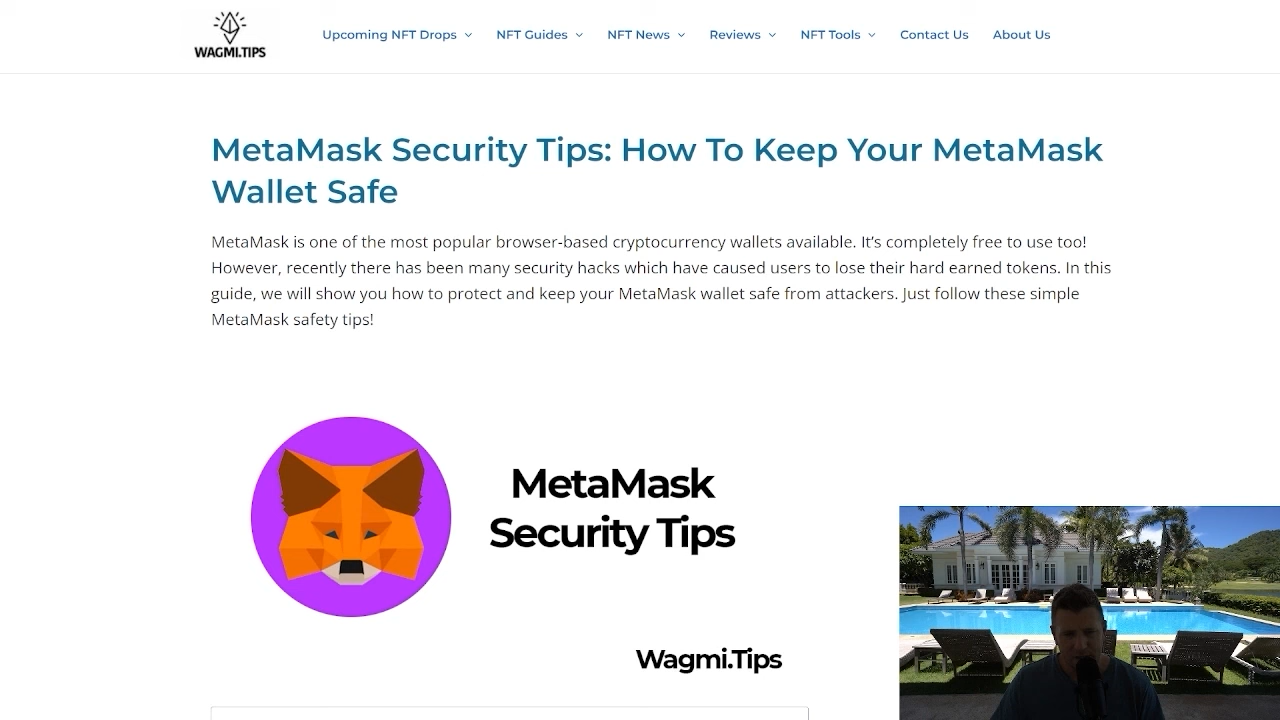 WAGMI.TIPS
Upcoming NFT Drops
NFT Guides
NFT News
Reviews
NFT Tools
Contact Us
About Us
MetaMask Security Tips: How To Keep Your MetaMask
Wallet Safe
MetaMask is one of the most popular browser-based cryptocurrency wallets available. It’s completely free to use too!
However, recently there has been many security hacks which have caused users to lose their hard earned tokens. In this
guide, we will show you how to protect and keep your MetaMask wallet safe from attackers. Just follow these simple
MetaMask safety tips!
MetaMask
Security Tips
Wagmi.Tips